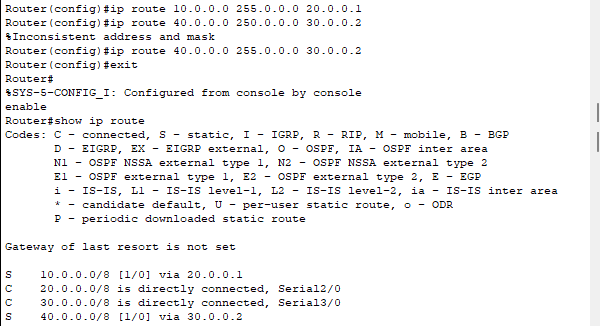 Router(config)#ip route 10.0.0.0 255.0.0.0 20.0.0.1
Router(config)#ip route 40.0.0.0 250.0.0.0 30.0.0.2
%Inconsistent address and mask
Router(config)#ip route 40.0.0.0 255.0.0.0 30.0.0.2
Router(config)#exit
Router#
%SYS-5-CONFIG_I: Configured from console by console
enable
Router#show ip route
Codes: C - connected, S - static, I - IGRP, R - RIP, M - mobile, B - BGP
       D - EIGRP, EX - EIGRP external, O - OSPF, IA - OSPF inter area
       N1 - OSPF NSSA external type 1, N2 - OSPF NSSA external type 2
       E1 - OSPF external type 1, E2 - OSPF external type 2, E - EGP
       i - IS-IS, L1 - IS-IS level-1, L2 - IS-IS level-2, ia - IS-IS inter area
       * - candidate default, U - per-user static route, o - ODR
       P - periodic downloaded static route
Gateway of last resort is not set
S    10.0.0.0/8 [1/0] via 20.0.0.1
C    20.0.0.0/8 is directly connected, Serial2/0
C    30.0.0.0/8 is directly connected, Serial3/0
S    40.0.0.0/8 [1/0] via 30.0.0.2